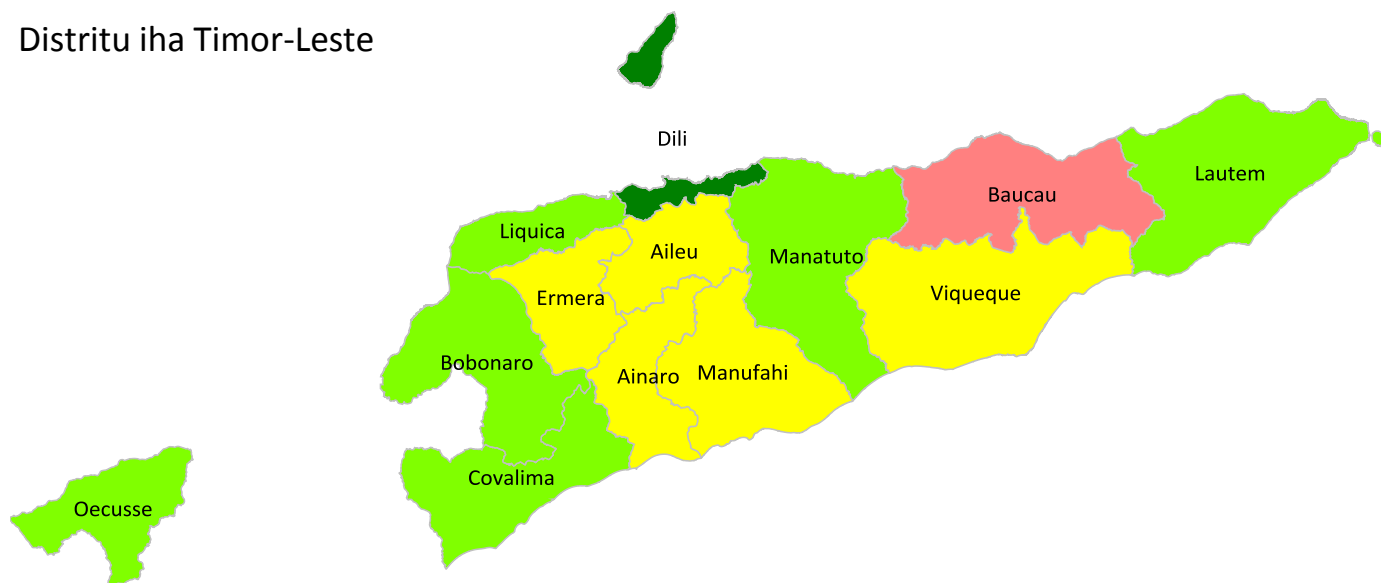 Distritu iha Timor-Leste
Dili
Lautem
Baucau
Liquica
Aileu
Manatuto
Viqueque
Ermera
Bobonaro
Ainaro
Manufahi
Covalima
Oecusse